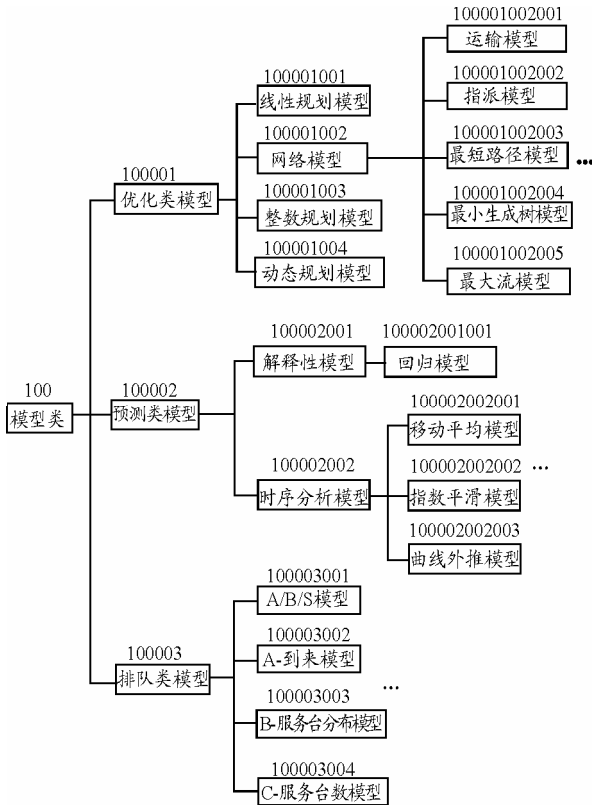 100
模型类
100001
优化类模型
100001001
线性规划模型
100001002
网络模型
100001003
整数规划模型
100001004
动态规划模型
100001002001
运输模型
100001002002
指派模型
100001002003
最短路径模型
...
100001002004
最小生成树模型
100001002005
最大流模型
100002
预测类模型
100002001
解释性模型
100002001001
回归模型
100002002
时序分析模型
100002002001
移动平均模型
100002002002
...
指数平滑模型
100002002003
曲线外推模型
100003
排队类模型
100003001
A/B/S模型
100003002
A-到来模型
...
100003003
B-服务台分布模型
100003004
C-服务台数模型